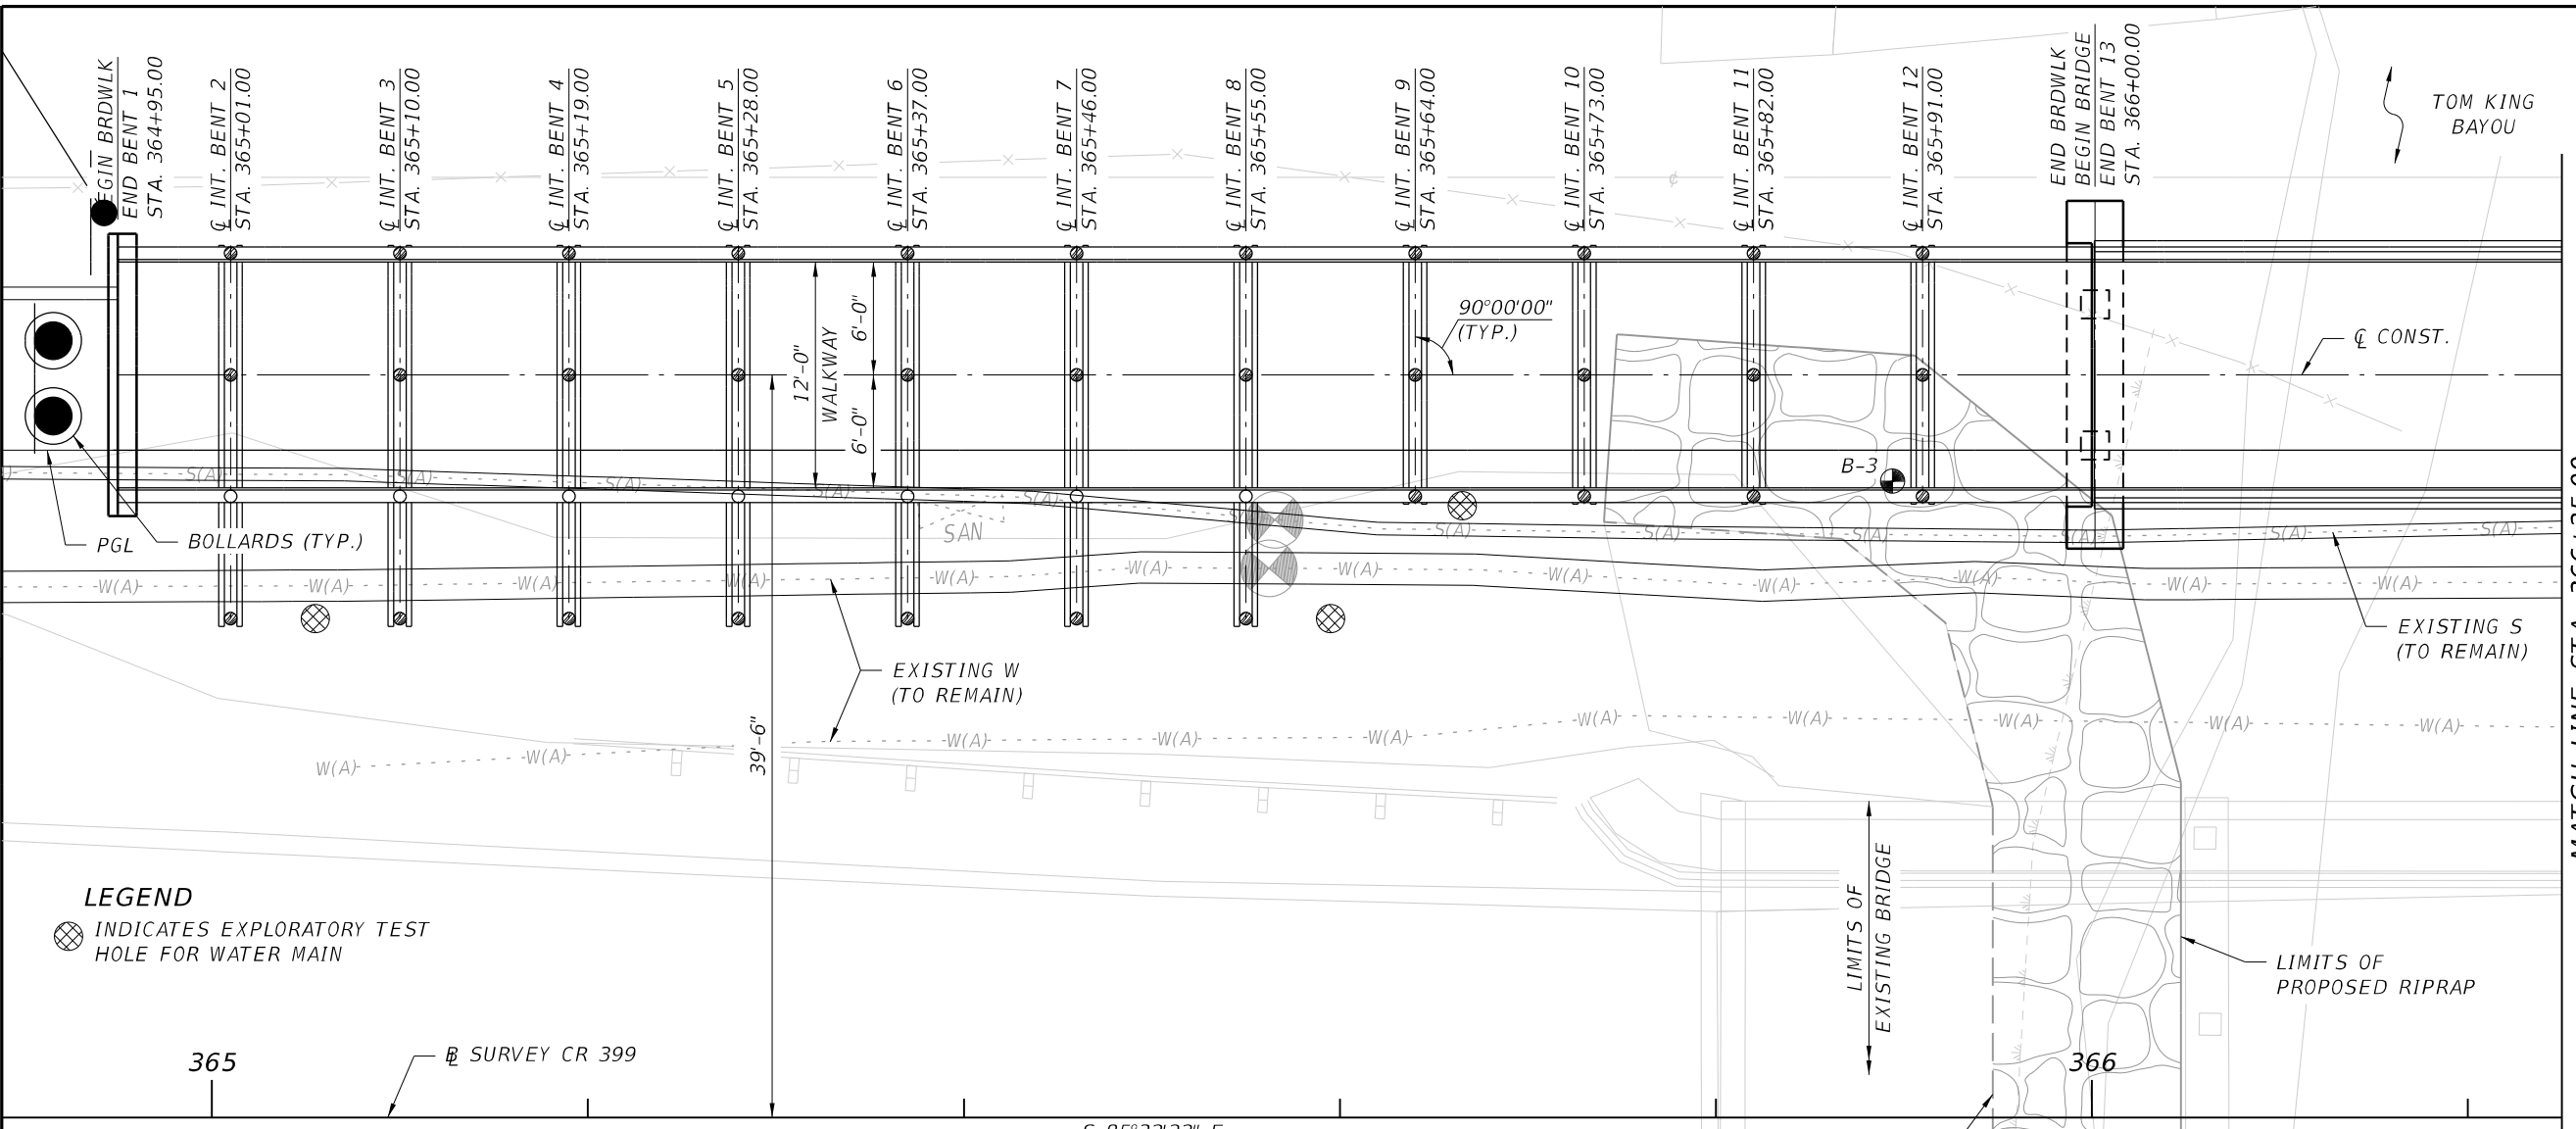 BEGIN BRDWLK
END BENT 1
STA. 364+95.00
℄ INT. BENT 2
STA. 365+01.00
℄ INT. BENT 3
STA. 365+10.00
℄ INT. BENT 4
STA. 365+19.00
℄ INT. BENT 5
STA. 365+28.00
℄ INT. BENT 6
STA. 365+37.00
℄ INT. BENT 7
STA. 365+46.00
℄ INT. BENT 8
STA. 365+55.00
℄ INT. BENT 9
STA. 365+64.00
℄ INT. BENT 10
STA. 365+73.00
℄ INT. BENT 11
STA. 365+82.00
℄ INT. BENT 12
STA. 365+91.00
END BRDWLK
BEGIN BRIDGE
END BENT 13
STA. 366+00.00
TOM KING
BAYOU
12'-0"
WALKWAY
6'-0"
6'-0"
90°00'00"
(TYP.)
℄ CONST.
B-3
PGL
BOLLARDS (TYP.)
S(A) S(A) S(A) S(A) S(A) S(A) S(A) S(A) S(A) S(A) S(A)
SAN
W(A) W(A) W(A) W(A) W(A) W(A) W(A) W(A) W(A) W(A) W(A) W(A)
EXISTING W
(TO REMAIN)
EXISTING S
(TO REMAIN)
W(A) W(A) W(A) W(A) W(A) W(A) W(A) W(A) W(A) W(A)
39'-6"
LEGEND
INDICATES EXPLORATORY TEST
HOLE FOR WATER MAIN
LIMITS OF
EXISTING BRIDGE
LIMITS OF
PROPOSED RIPRAP
365
BL SURVEY CR 399
366